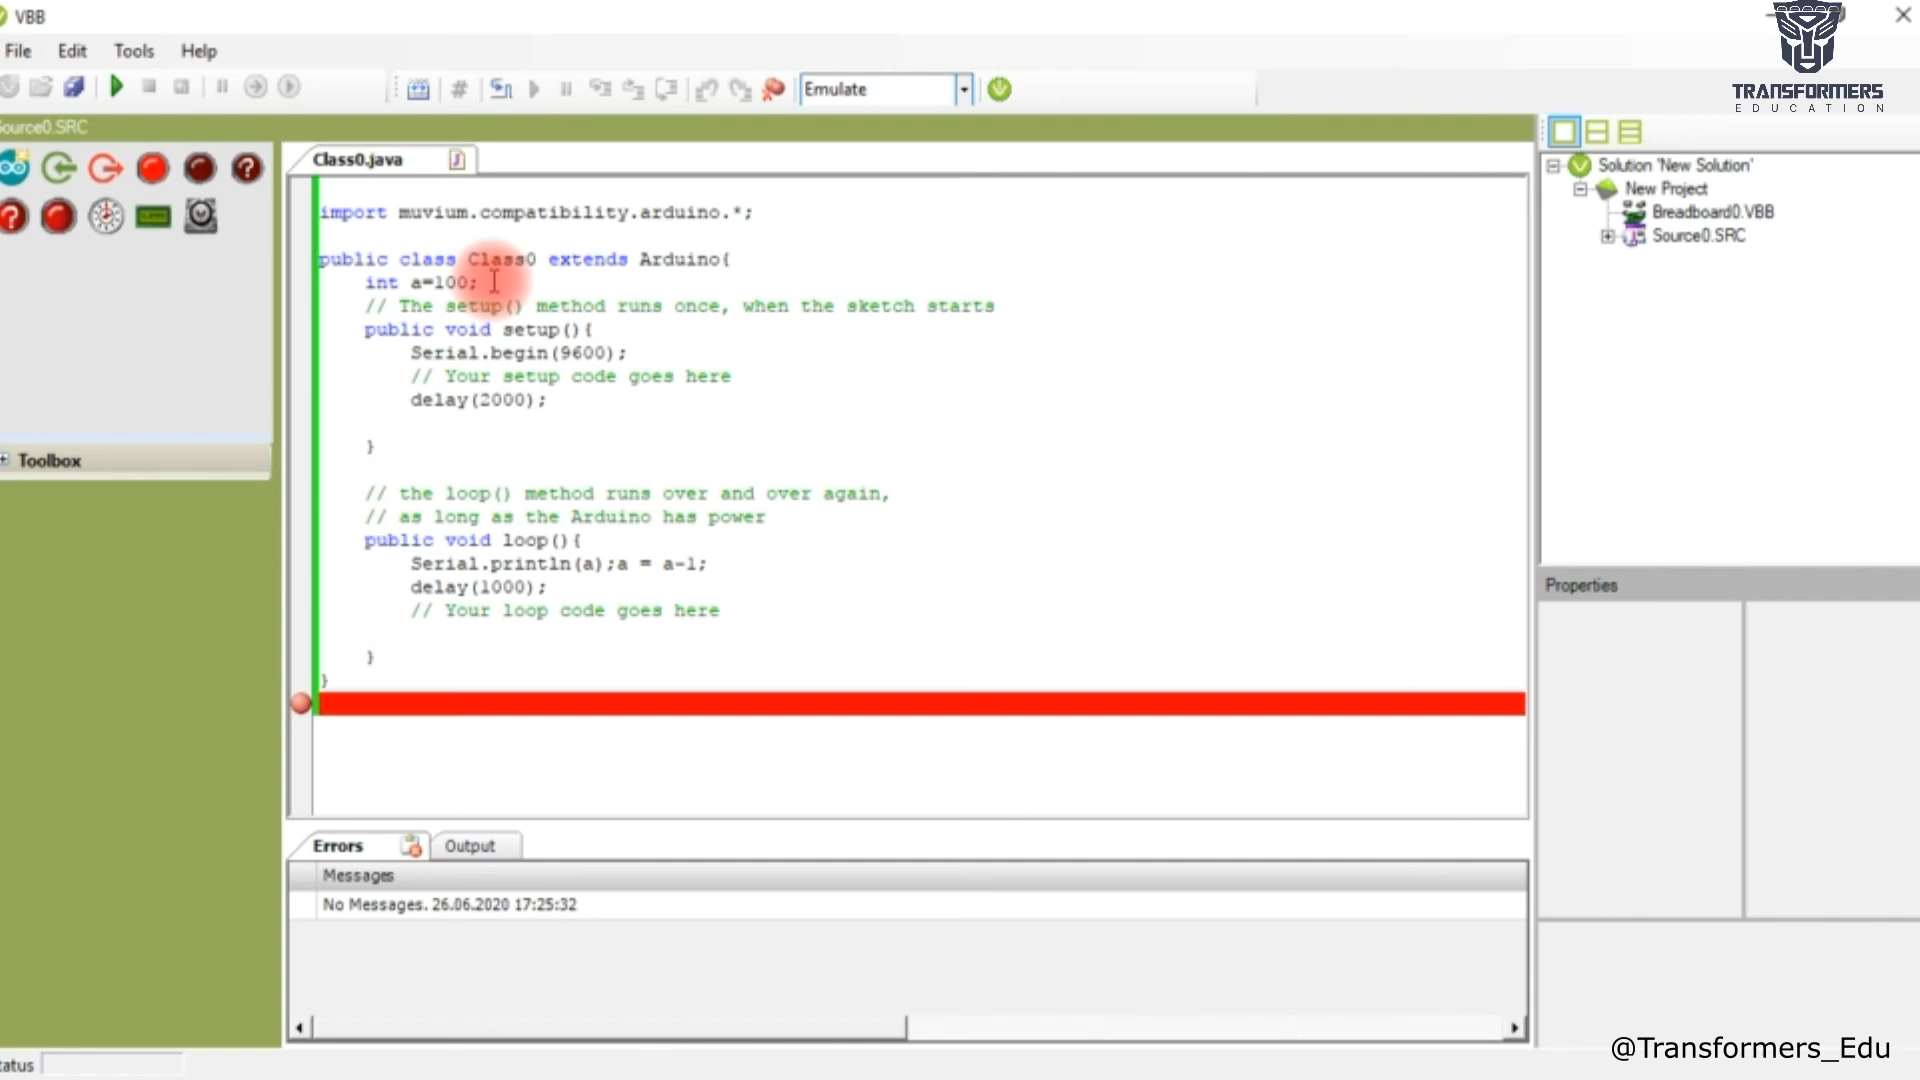 VBB
File Edit Tools Help
Emulate
TRANSFORMERS
EDUCATION
Source0.SRC
Class0.java
import muvium.compatibility.arduino.*;
public class Class0 extends Arduino{
int a=100;
// The setup() method runs once, when the sketch starts
public void setup(){
Serial.begin(9600);
// Your setup code goes here
delay(2000);
}
// the loop() method runs over and over again,
// as long as the Arduino has power
public void loop(){
Serial.println(a);a = a-1;
delay(1000);
// Your loop code goes here
}
}
Toolbox
Solution 'New Solution'
New Project
Breadboard0.VBB
Source0.SRC
Properties
Errors Output
Messages
No Messages. 26.06.2020 17:25:32
tatus
@Transformers_Edu